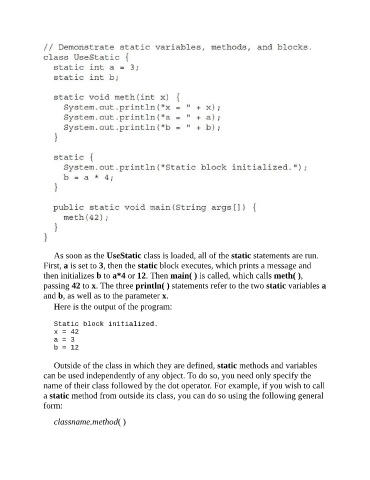 // Demonstrate static variables, methods, and blocks.
class UseStatic {
  static int a = 3;
  static int b;

  static void meth(int x) {
    System.out.println("x = " + x);
    System.out.println("a = " + a);
    System.out.println("b = " + b);
  }

  static {
    System.out.println("Static block initialized.");
    b = a * 4;
  }

  public static void main(String args[]) {
    meth(42);
  }
}
As soon as the UseStatic class is loaded, all of the static statements are run.
First, a is set to 3, then the static block executes, which prints a message and
then initializes b to a*4 or 12. Then main( ) is called, which calls meth( ),
passing 42 to x. The three println( ) statements refer to the two static variables a
and b, as well as to the parameter x.
Here is the output of the program:
Static block initialized.
x = 42
a = 3
b = 12
Outside of the class in which they are defined, static methods and variables
can be used independently of any object. To do so, you need only specify the
name of their class followed by the dot operator. For example, if you wish to call
a static method from outside its class, you can do so using the following general
form:
classname.method( )